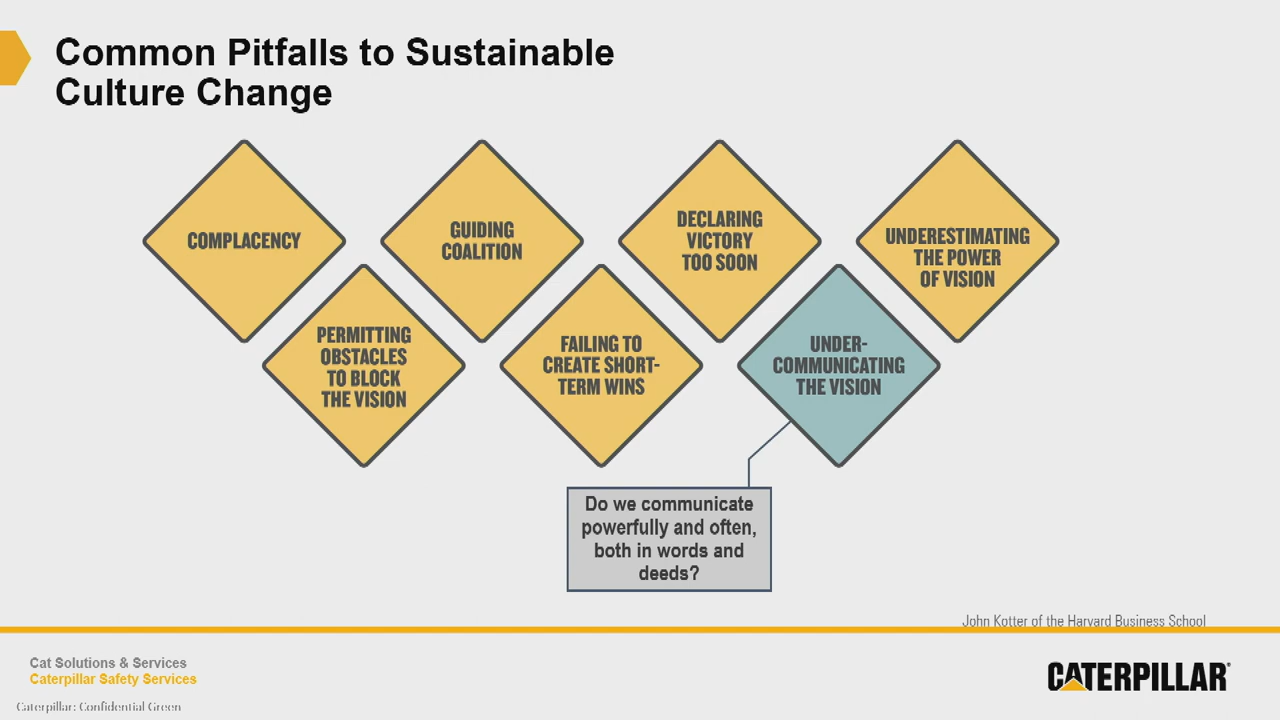 Common Pitfalls to Sustainable
Culture Change
COMPLACENCY
GUIDING
COALITION
DECLARING
VICTORY
TOO SOON
UNDERESTIMATING
THE POWER
OF VISION
PERMITTING
OBSTACLES
TO BLOCK
THE VISION
FAILING TO
CREATE SHORT-
TERM WINS
UNDER-
COMMUNICATING
THE VISION
Do we communicate
powerfully and often,
both in words and
deeds?
John Kotter of the Harvard Business School
Cat Solutions & Services
Caterpillar Safety Services
Caterpillar: Confidential Green
CATERPILLAR®